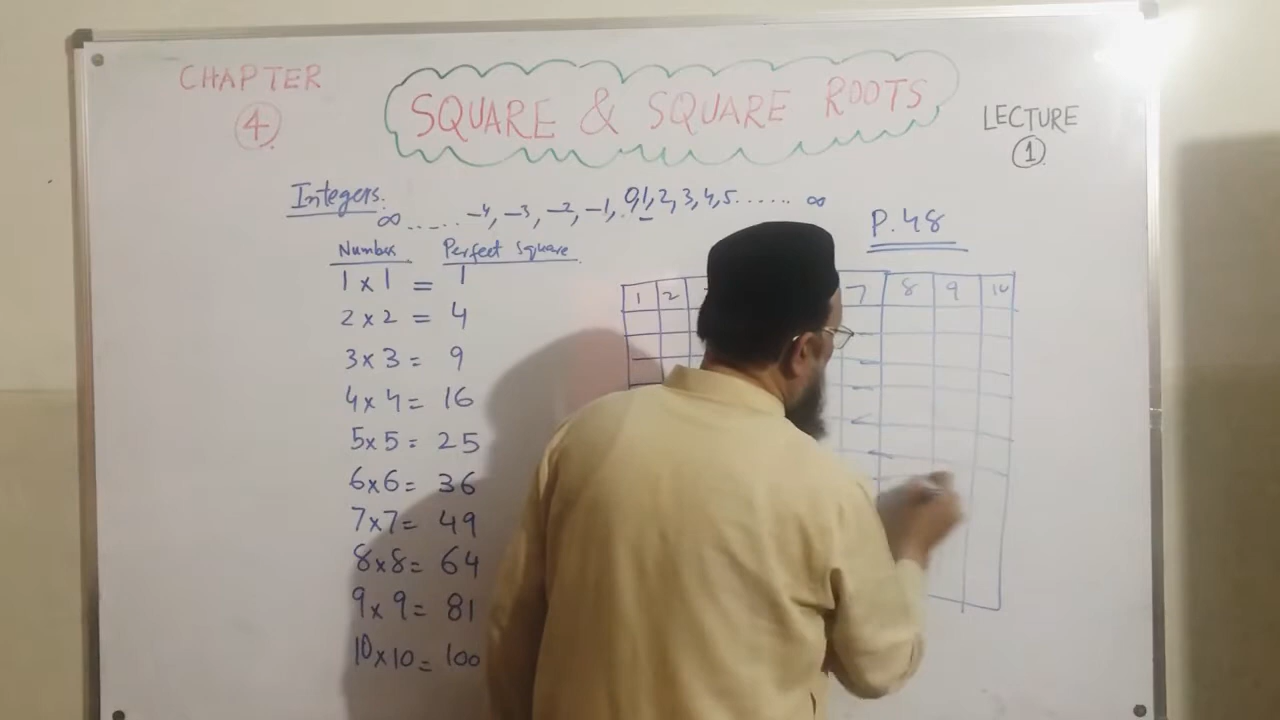 CHAPTER
4
SQUARE & SQUARE ROOTS
LECTURE
1
Integers.
∞ ...... -4, -3, -2, -1, 0,1,2,3,4,5...... ∞
P.48
Number Perfect Square
1 x 1 = 1
2 x 2 = 4
3 x 3 = 9
4 x 4 = 16
5 x 5 = 25
6 x 6 = 36
7 x 7 = 49
8 x 8 = 64
9 x 9 = 81
10 x 10 = 100
1 2 7 8 9 10